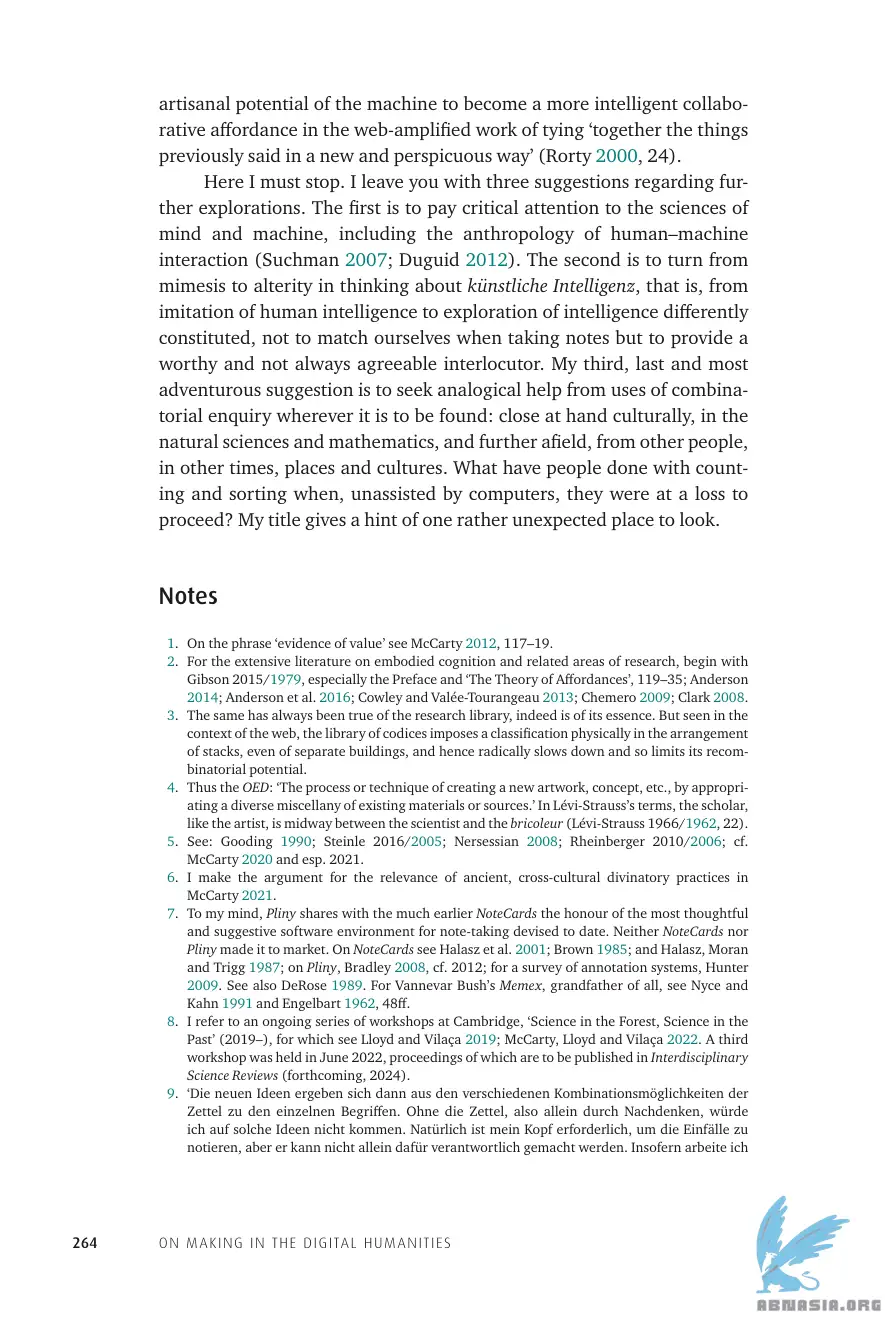 artisanal potential of the machine to become a more intelligent collabo-
rative affordance in the web-amplified work of tying ‘together the things
previously said in a new and perspicuous way’ (Rorty 2000, 24).
Here I must stop. I leave you with three suggestions regarding fur-
ther explorations. The first is to pay critical attention to the sciences of
mind and machine, including the anthropology of human–machine
interaction (Suchman 2007; Duguid 2012). The second is to turn from
mimesis to alterity in thinking about künstliche Intelligenz, that is, from
imitation of human intelligence to exploration of intelligence differently
constituted, not to match ourselves when taking notes but to provide a
worthy and not always agreeable interlocutor. My third, last and most
adventurous suggestion is to seek analogical help from uses of combina-
torial enquiry wherever it is to be found: close at hand culturally, in the
natural sciences and mathematics, and further afield, from other people,
in other times, places and cultures. What have people done with count-
ing and sorting when, unassisted by computers, they were at a loss to
proceed? My title gives a hint of one rather unexpected place to look.
Notes
1. On the phrase ‘evidence of value’ see McCarty 2012, 117–19.
2. For the extensive literature on embodied cognition and related areas of research, begin with
Gibson 2015/1979, especially the Preface and ‘The Theory of Affordances’, 119–35; Anderson
2014; Anderson et al. 2016; Cowley and Valée-Tourangeau 2013; Chemero 2009; Clark 2008.
3. The same has always been true of the research library, indeed is of its essence. But seen in the
context of the web, the library of codices imposes a classification physically in the arrangement
of stacks, even of separate buildings, and hence radically slows down and so limits its recom-
binatorial potential.
4. Thus the OED: ‘The process or technique of creating a new artwork, concept, etc., by appropri-
ating a diverse miscellany of existing materials or sources.’ In Lévi-Strauss’s terms, the scholar,
like the artist, is midway between the scientist and the bricoleur (Lévi-Strauss 1966/1962, 22).
5. See: Gooding 1990; Steinle 2016/2005; Nersessian 2008; Rheinberger 2010/2006; cf.
McCarty 2020 and esp. 2021.
6. I make the argument for the relevance of ancient, cross-cultural divinatory practices in
McCarty 2021.
7. To my mind, Pliny shares with the much earlier NoteCards the honour of the most thoughtful
and suggestive software environment for note-taking devised to date. Neither NoteCards nor
Pliny made it to market. On NoteCards see Halasz et al. 2001; Brown 1985; and Halasz, Moran
and Trigg 1987; on Pliny, Bradley 2008, cf. 2012; for a survey of annotation systems, Hunter
2009. See also DeRose 1989. For Vannevar Bush’s Memex, grandfather of all, see Nyce and
Kahn 1991 and Engelbart 1962, 48ff.
8. I refer to an ongoing series of workshops at Cambridge, ‘Science in the Forest, Science in the
Past’ (2019–), for which see Lloyd and Vilaça 2019; McCarty, Lloyd and Vilaça 2022. A third
workshop was held in June 2022, proceedings of which are to be published in Interdisciplinary
Science Reviews (forthcoming, 2024).
9. ‘Die neuen Ideen ergeben sich dann aus den verschiedenen Kombinationsmöglichkeiten der
Zettel zu den einzelnen Begriffen. Ohne die Zettel, also allein durch Nachdenken, würde
ich auf solche Ideen nicht kommen. Natürlich ist mein Kopf erforderlich, um die Einfälle zu
notieren, aber er kann nicht allein dafür verantwortlich gemacht werden. Insofern arbeite ich
264 ON MAKING IN THE DIGITAL HUMANITIES
ABNASIA.ORG